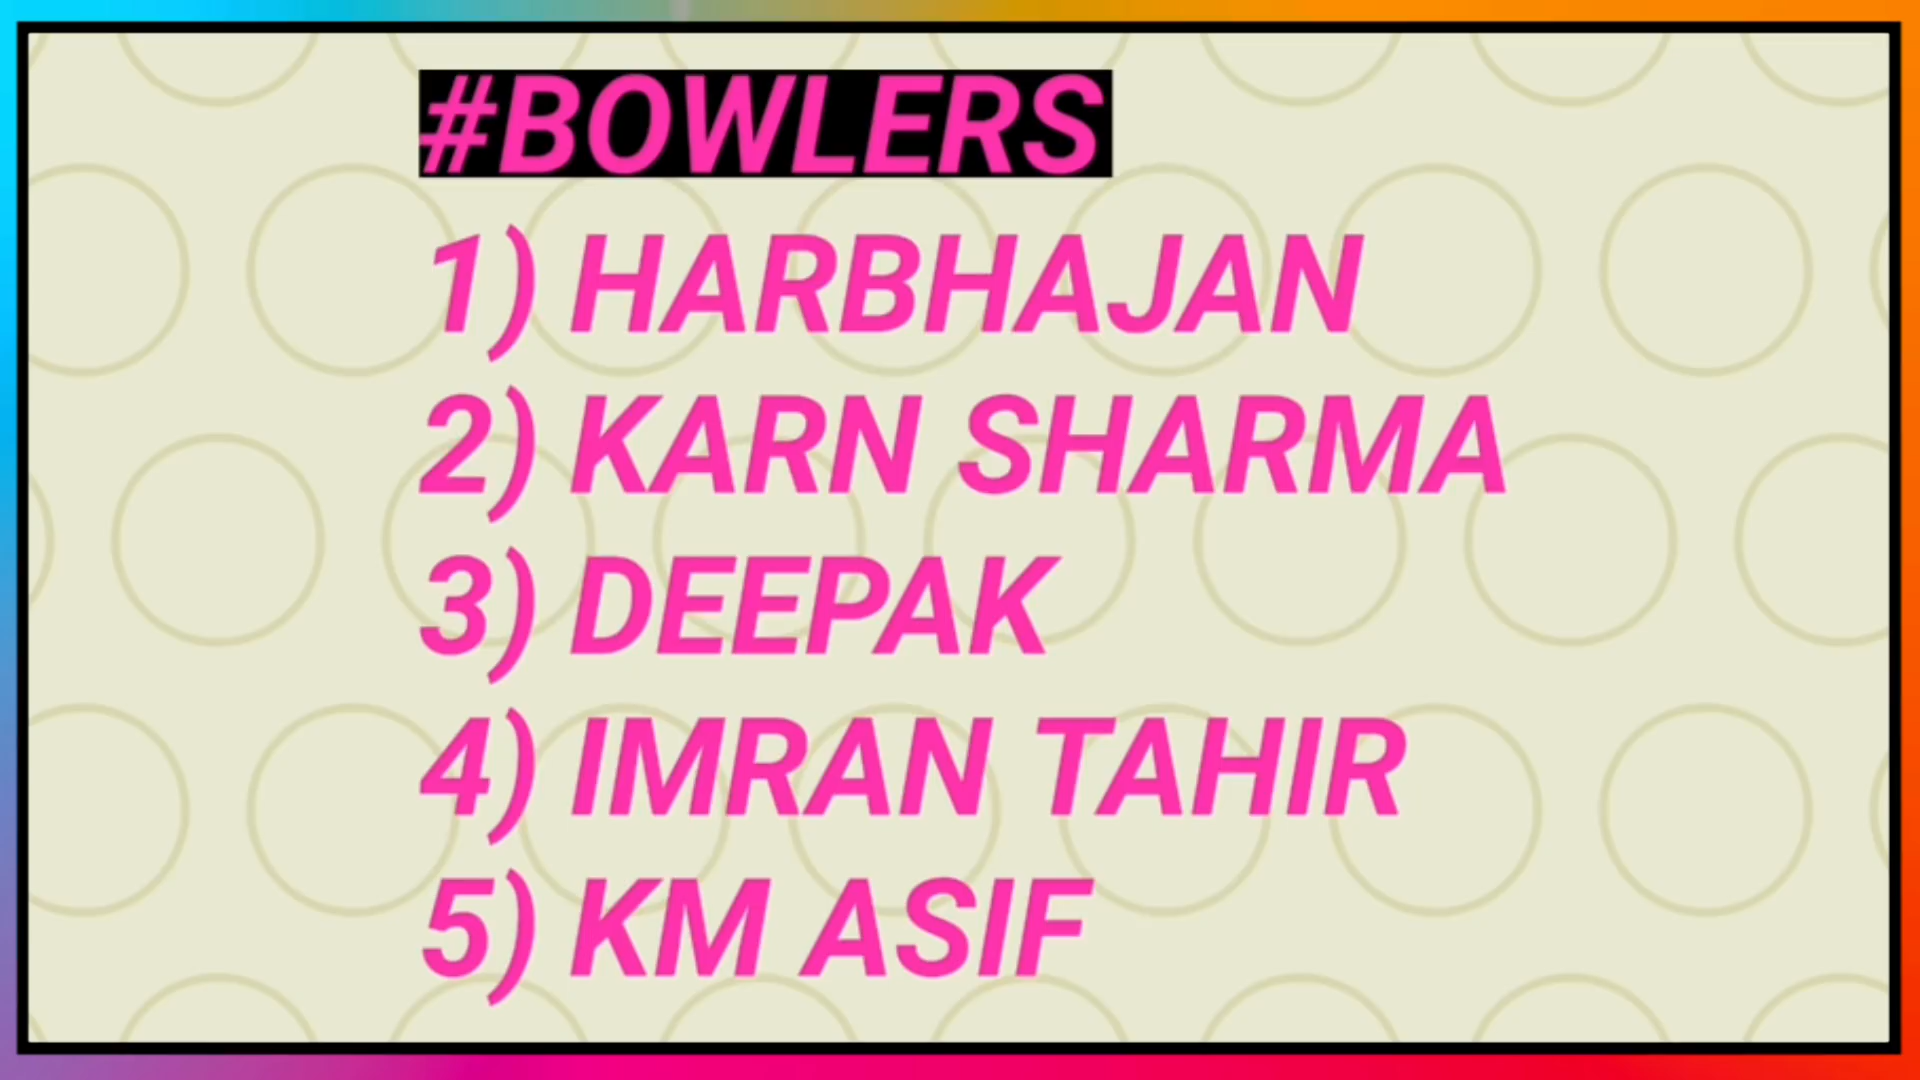 #BOWLERS
1) HARBHAJAN
2) KARN SHARMA
3) DEEPAK
4) IMRAN TAHIR
5) KM ASIF